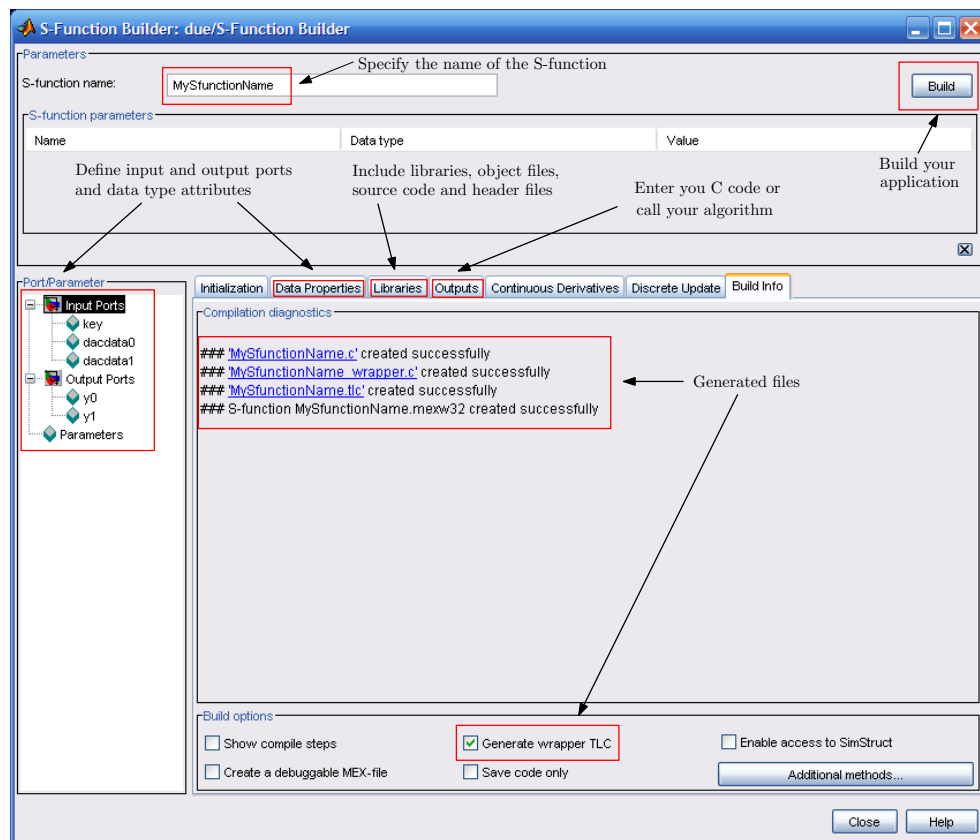 S-Function Builder: due/S-Function Builder
Parameters
S-function name:
MySfunctionName
Specify the name of the S-function
Build
S-function parameters
Name
Data type
Value
Define input and output ports
and data type attributes
Include libraries, object files,
source code and header files
Enter you C code or
call your algorithm
Build your
application
Port/Parameter
Input Ports
key
dacdata0
dacdata1
Output Ports
y0
y1
Parameters
Initialization
Data Properties
Libraries
Outputs
Continuous Derivatives
Discrete Update
Build Info
Compilation diagnostics
### 'MySfunctionName.c' created successfully
### 'MySfunctionName_wrapper.c' created successfully
### 'MySfunctionName.tlc' created successfully
### S-function MySfunctionName.mexw32 created successfully
Generated files
Build options
Show compile steps
Generate wrapper TLC
Enable access to SimStruct
Create a debuggable MEX-file
Save code only
Additional methods...
Close
Help